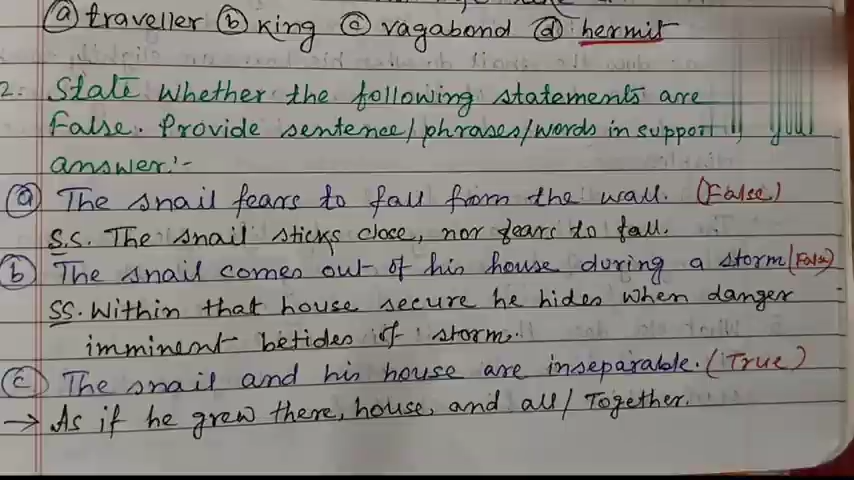 ⓐ traveller ⓑ King ⓒ vagabond ⓓ hermit
2. State whether the following statements are
False. Provide sentence/phrases/words in support
answer:-
ⓐ The snail fears to fall from the wall. (False)
S.S. The snail sticks close, nor fears to fall.
ⓑ The snail comes out of his house during a storm (False)
SS. Within that house secure he hides when danger
imminent betides of storm.
ⓒ The snail and his house are inseparable. (True)
→ As if he grew there, house, and all/Together.